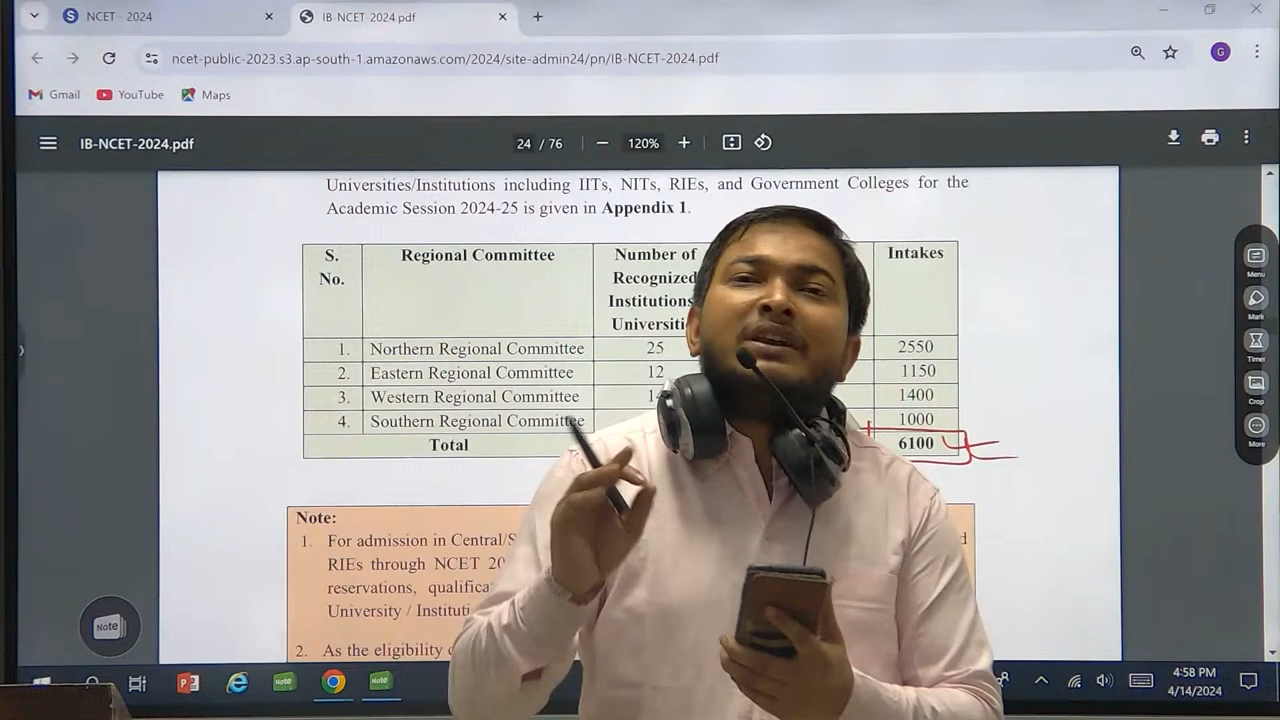 NCET - 2024
IB-NCET-2024.pdf
ncet-public-2023.s3.ap-south-1.amazonaws.com/2024/site-admin24/pn/IB-NCET-2024.pdf
G
Gmail YouTube Maps
IB-NCET-2024.pdf 24 / 76 120%
Universities/Institutions including IITs, NITs, RIEs, and Government Colleges for the
Academic Session 2024-25 is given in Appendix 1.
S. No. Regional Committee Number of Recognized Institutions Intakes
1. Northern Regional Committee 25 2550
2. Eastern Regional Committee 12 1150
3. Western Regional Committee 1400
4. Southern Regional Committee 1000
Total 6100
Note:
1. For admission in Central/S
RIEs through NCET 20
reservations, qualifica
University / Instituti
2. As the eligibility
Menu
Mark
Timer
Crop
More
Note
Note
Note
4:58 PM
4/14/2024